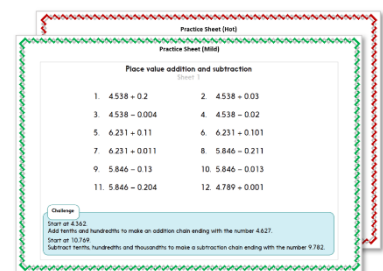 Practice Sheet (Hot)
Practice Sheet (Mild)
Place value addition and subtraction
Sheet 1
1. 4.538 + 0.2 2. 4.538 + 0.03
3. 4.538 – 0.004 4. 4.538 – 0.02
5. 6.231 + 0.11 6. 6.231 + 0.101
7. 6.231 + 0.011 8. 5.846 – 0.211
9. 5.846 – 0.13 10. 5.846 – 0.013
11. 5.846 – 0.204 12. 4.789 + 0.001
Challenge
Start at 4.362.
Add tenths and hundredths to make an addition chain ending with the number 4.627.
Start at 10.769.
Subtract tenths, hundredths and thousandths to make a subtraction chain ending with the number 9.782.